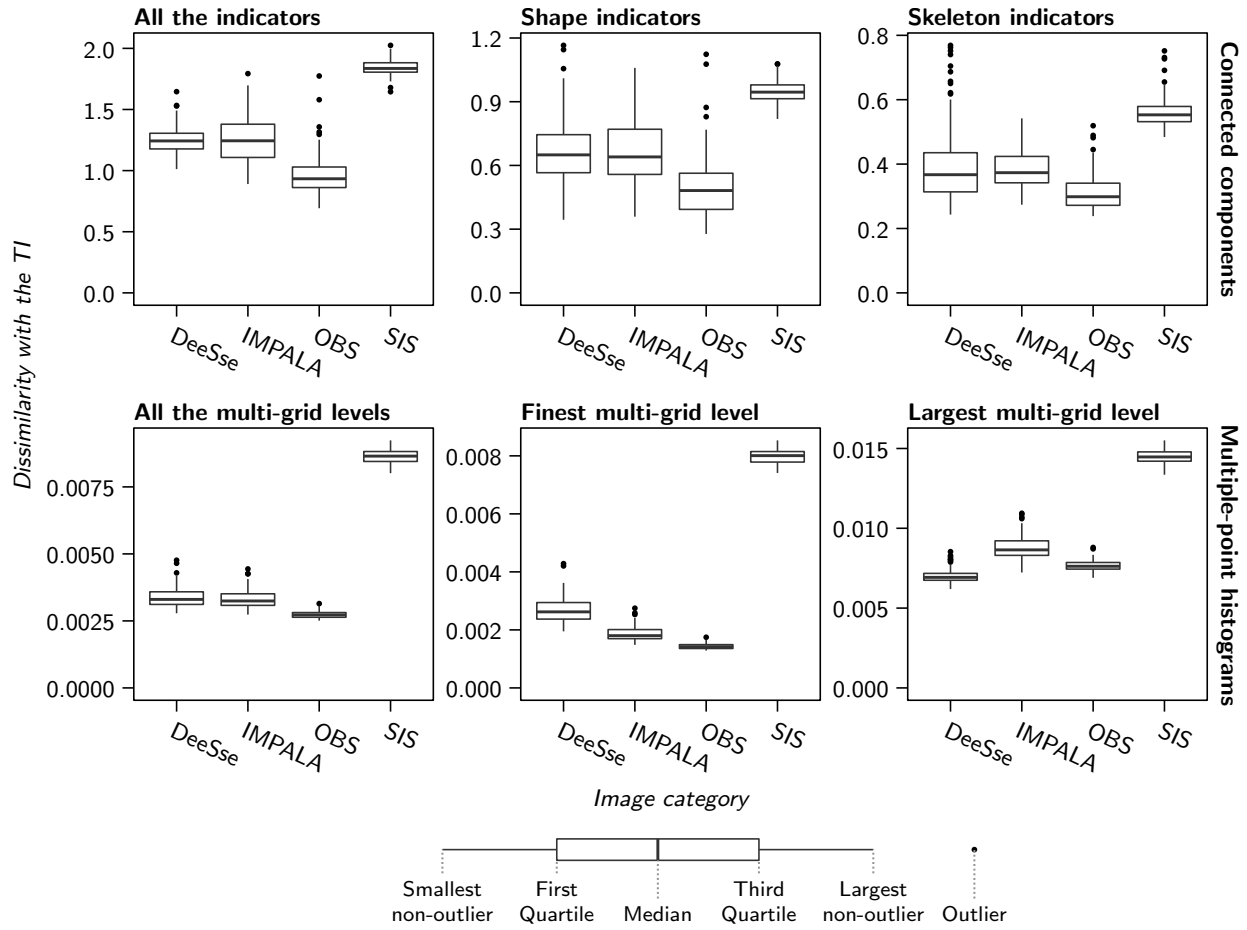 All the indicators
Shape indicators
Skeleton indicators
2.0
1.5
1.0
0.5
0.0
1.2
0.9
0.6
0.3
0.0
0.8
0.6
0.4
0.2
0.0
Connected components
DeeSse
IMPALA
OBS
SIS
DeeSse
IMPALA
OBS
SIS
DeeSse
IMPALA
OBS
SIS
Dissimilarity with the TI
All the multi-grid levels
Finest multi-grid level
Largest multi-grid level
0.0075
0.0050
0.0025
0.0000
0.008
0.006
0.004
0.002
0.000
0.015
0.010
0.005
0.000
Multiple-point histograms
DeeSse
IMPALA
OBS
SIS
DeeSse
IMPALA
OBS
SIS
DeeSse
IMPALA
OBS
SIS
Image category
Smallest
non-outlier
First
Quartile
Median
Third
Quartile
Largest
non-outlier
Outlier